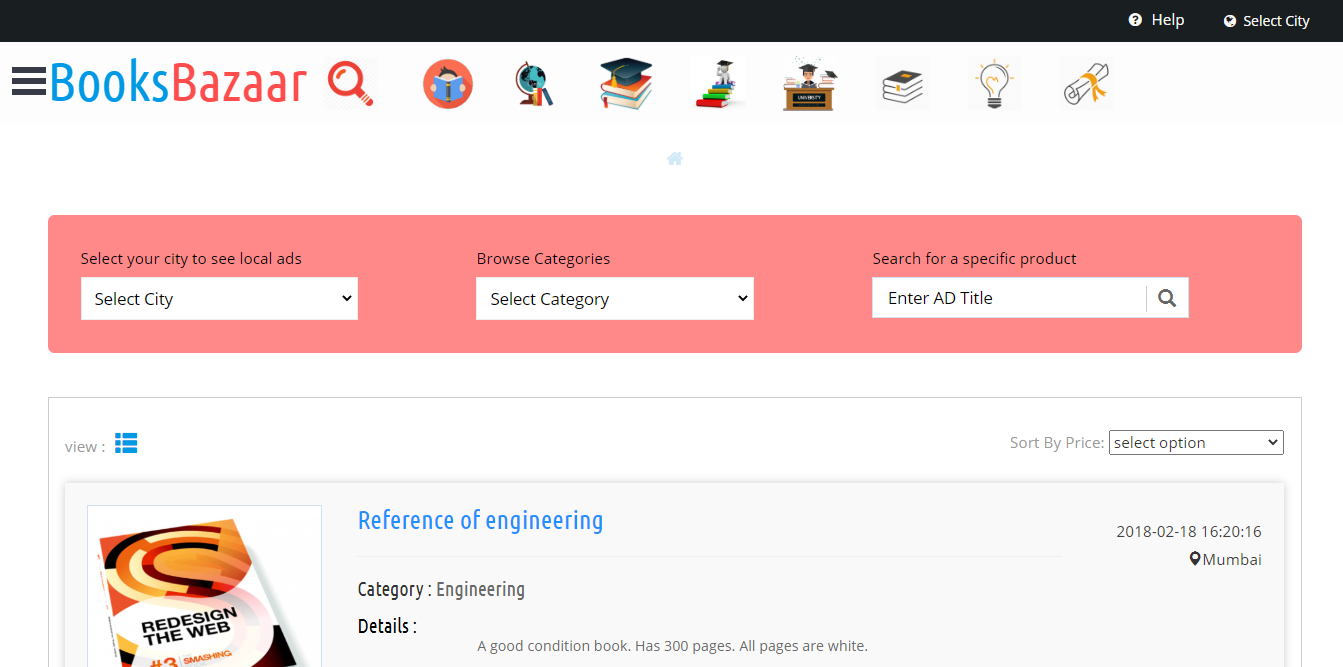 Help Select City
BooksBazaar
UNIVERSITY
Select your city to see local ads
Select City
Browse Categories
Select Category
Search for a specific product
Enter AD Title
view :
Sort By Price: select option
REDESIGN
THE WEB
#3 SMASHING
Reference of engineering
2018-02-18 16:20:16
Mumbai
Category : Engineering
Details :
A good condition book. Has 300 pages. All pages are white.